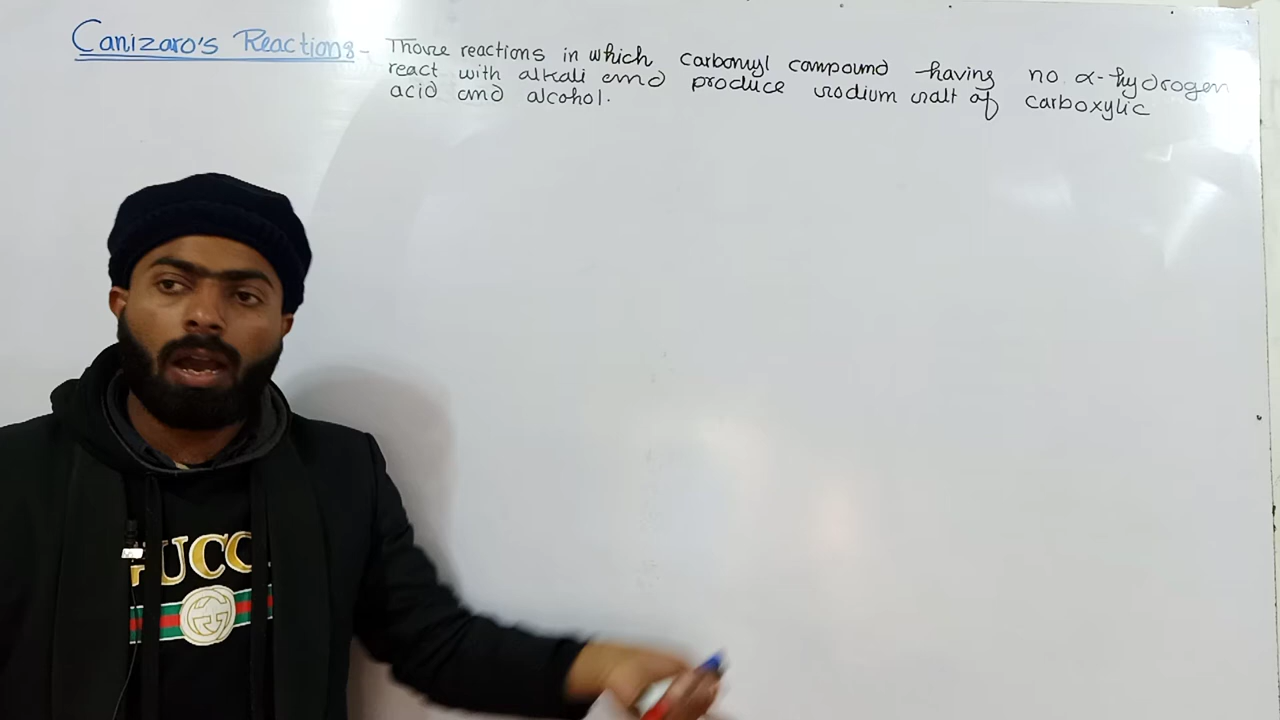 Canizaro's Reactions - Those reactions in which carbonyl compound having no α-hydrogen
react with alkali and produce sodium salt of carboxylic
acid and alcohol.
GUCC